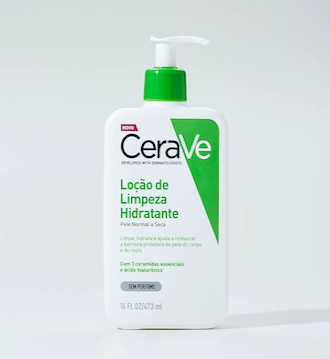 NOVO
CeraVe
DEVELOPED WITH DERMATOLOGISTS
Loção de
Limpeza
Hidratante
Pele Normal a Seca
Limpa, hidrata e ajuda a restaurar
a barreira protetora da pele do corpo
e do rosto
Com 3 ceramidas essenciais
e ácido hialurônico
SEM PERFUME
16 FL OZ/473 ml